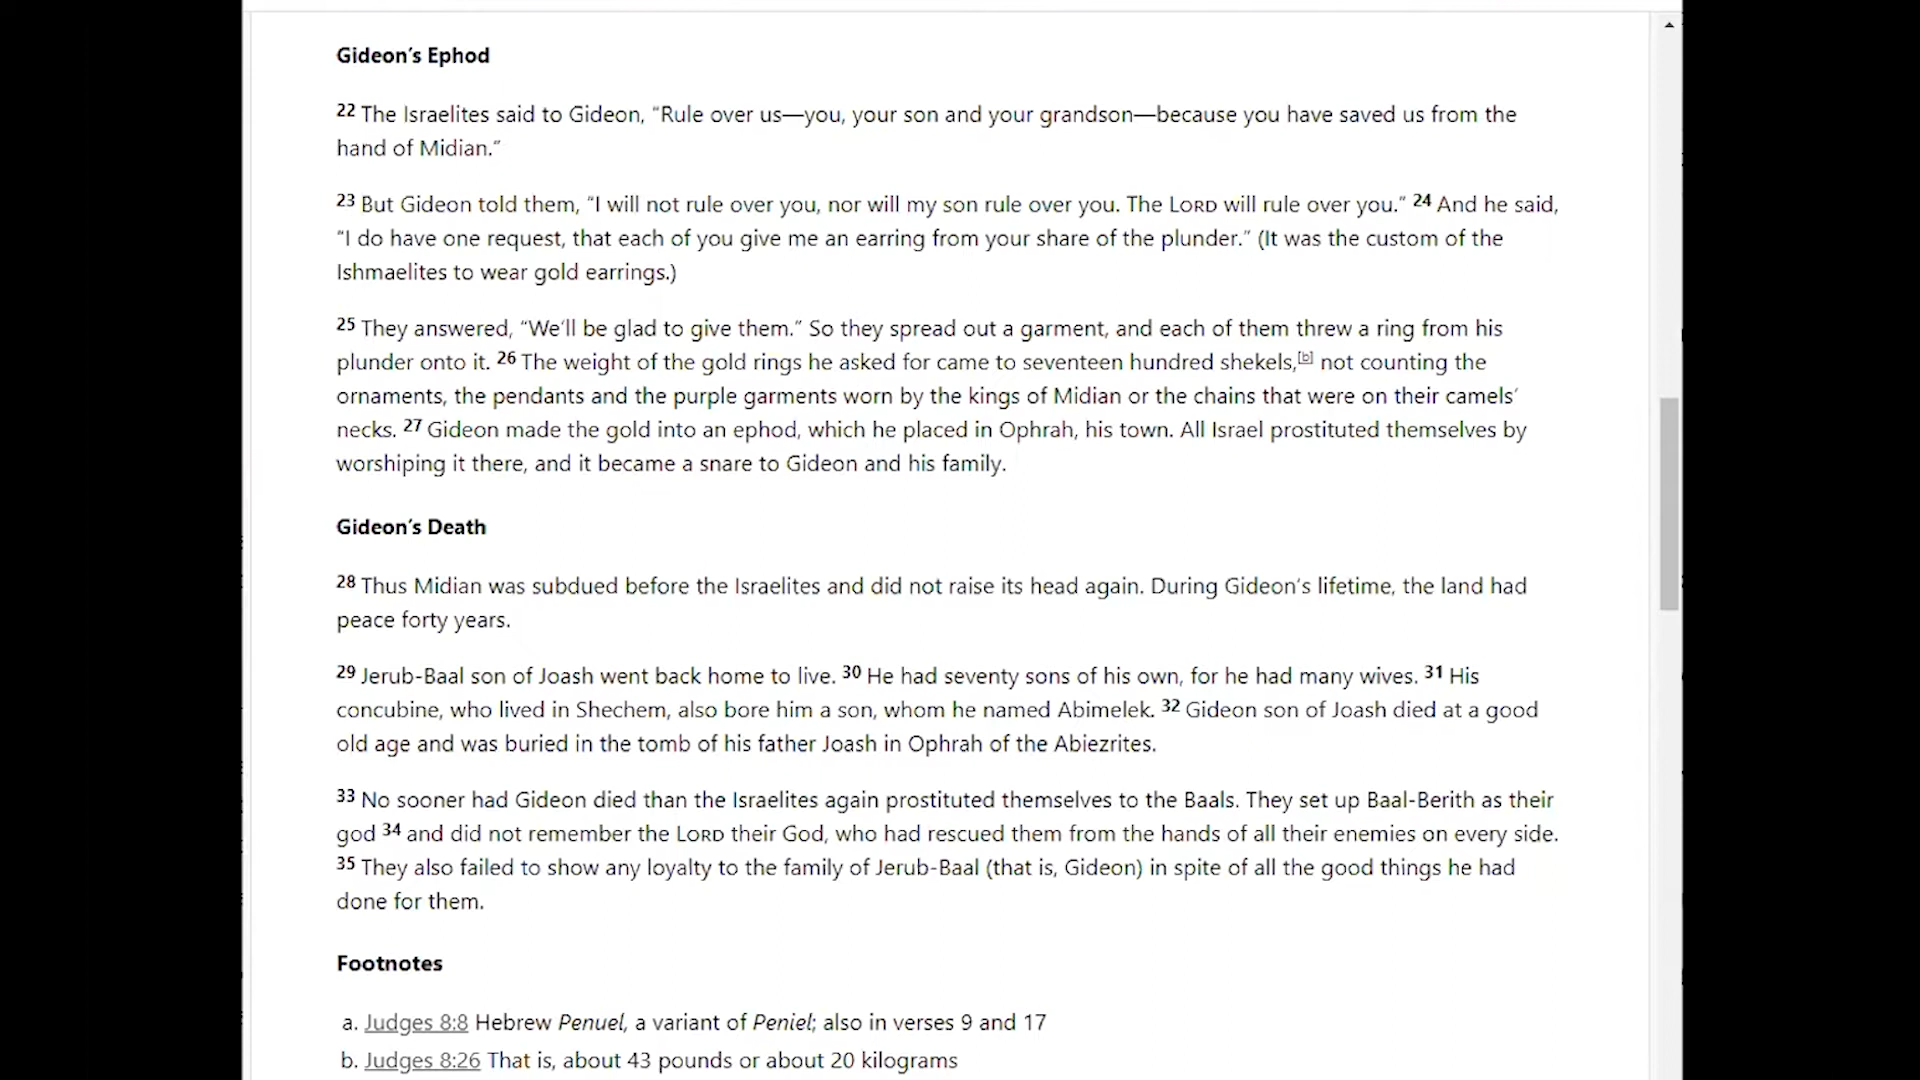 Gideon's Ephod
22 The Israelites said to Gideon, “Rule over us—you, your son and your grandson—because you have saved us from the
hand of Midian.”
23 But Gideon told them, “I will not rule over you, nor will my son rule over you. The LORD will rule over you.” 24 And he said,
“I do have one request, that each of you give me an earring from your share of the plunder.” (It was the custom of the
Ishmaelites to wear gold earrings.)
25 They answered, “We'll be glad to give them.” So they spread out a garment, and each of them threw a ring from his
plunder onto it. 26 The weight of the gold rings he asked for came to seventeen hundred shekels,[b] not counting the
ornaments, the pendants and the purple garments worn by the kings of Midian or the chains that were on their camels'
necks. 27 Gideon made the gold into an ephod, which he placed in Ophrah, his town. All Israel prostituted themselves by
worshiping it there, and it became a snare to Gideon and his family.
Gideon's Death
28 Thus Midian was subdued before the Israelites and did not raise its head again. During Gideon's lifetime, the land had
peace forty years.
29 Jerub-Baal son of Joash went back home to live. 30 He had seventy sons of his own, for he had many wives. 31 His
concubine, who lived in Shechem, also bore him a son, whom he named Abimelek. 32 Gideon son of Joash died at a good
old age and was buried in the tomb of his father Joash in Ophrah of the Abiezrites.
33 No sooner had Gideon died than the Israelites again prostituted themselves to the Baals. They set up Baal-Berith as their
god 34 and did not remember the LORD their God, who had rescued them from the hands of all their enemies on every side.
35 They also failed to show any loyalty to the family of Jerub-Baal (that is, Gideon) in spite of all the good things he had
done for them.
Footnotes
a. Judges 8:8 Hebrew Penuel, a variant of Peniel; also in verses 9 and 17
b. Judges 8:26 That is, about 43 pounds or about 20 kilograms